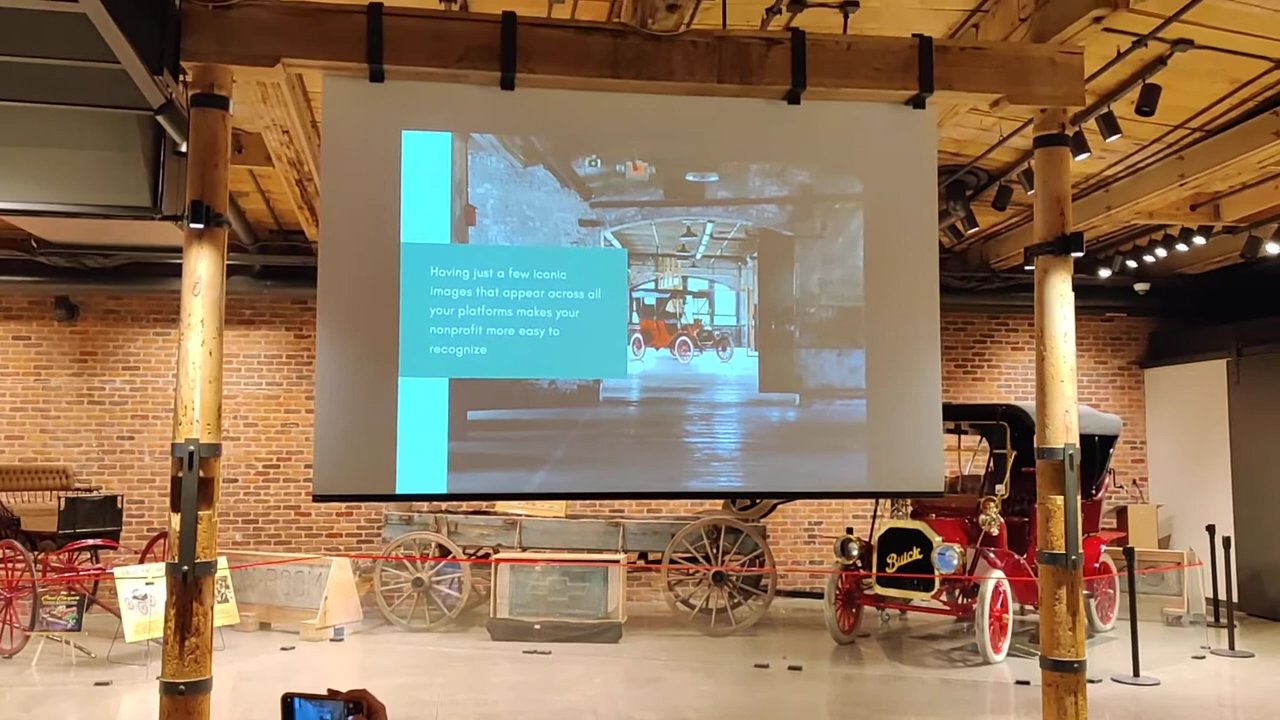 Having just a few iconic
images that appear across all
your platforms makes your
nonprofit more easy to
recognize
Buick